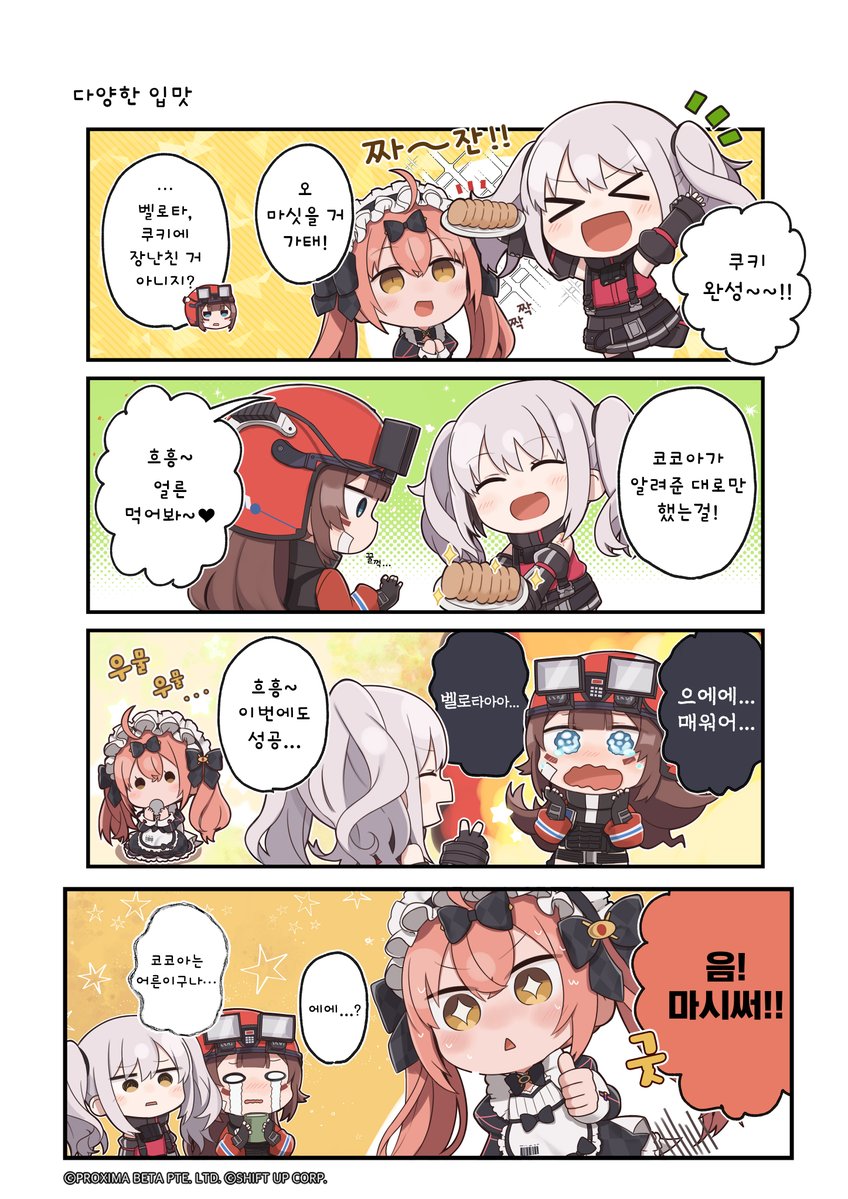 다양한 입맛
짜~잔!!
…
벨로타,
쿠키에
장난친 거
아니지?
오
마싯을 거
가태!
짝
짝
쿠키
완성~~!!
흐흥~
얼른
먹어봐~♥
꿀꺽...
코코아가
알려준 대로만
했는걸!
우물
우물...
흐흥~
이번에도
성공...
벨로타아아...
으에에...
매워어...
코코아는
어른이구나...
에에...?
음!
마시써!!
굿
©PROXIMA BETA PTE. LTD. ©SHIFT UP CORP.